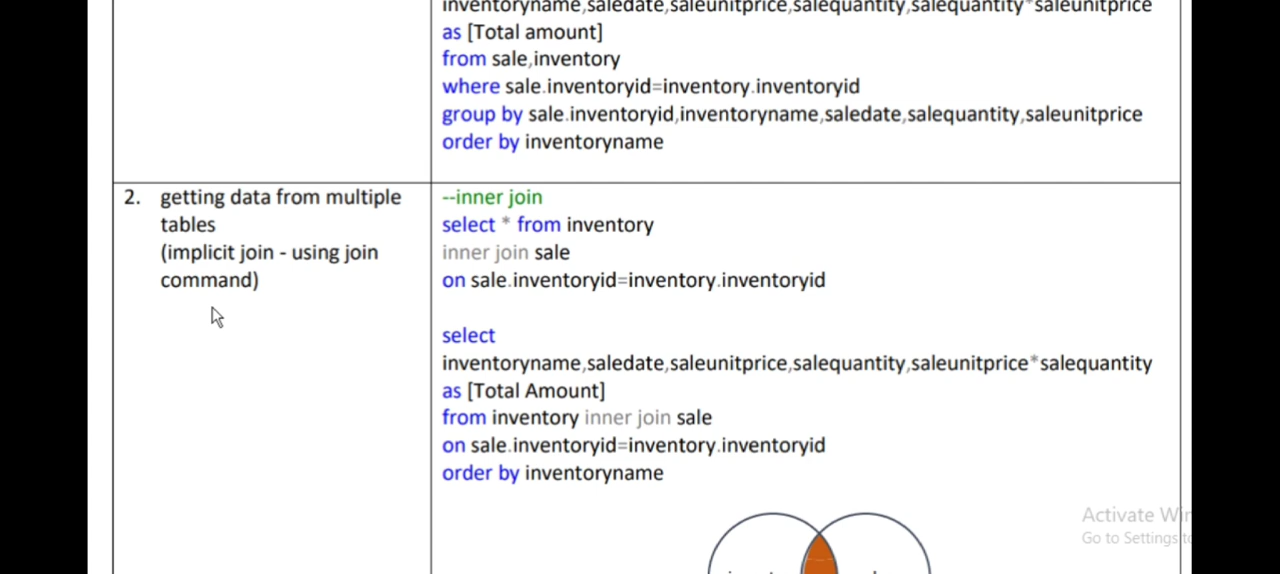 inventoryname,saledate,saleunitprice,salequantity,salequantity*saleunitprice
as [Total amount]
from sale,inventory
where sale.inventoryid=inventory.inventoryid
group by sale.inventoryid,inventoryname,saledate,salequantity,saleunitprice
order by inventoryname
2. getting data from multiple
tables
(implicit join - using join
command)
--inner join
select * from inventory
inner join sale
on sale.inventoryid=inventory.inventoryid
select
inventoryname,saledate,saleunitprice,salequantity,saleunitprice*salequantity
as [Total Amount]
from inventory inner join sale
on sale.inventoryid=inventory.inventoryid
order by inventoryname
Activate Win
Go to Settings to